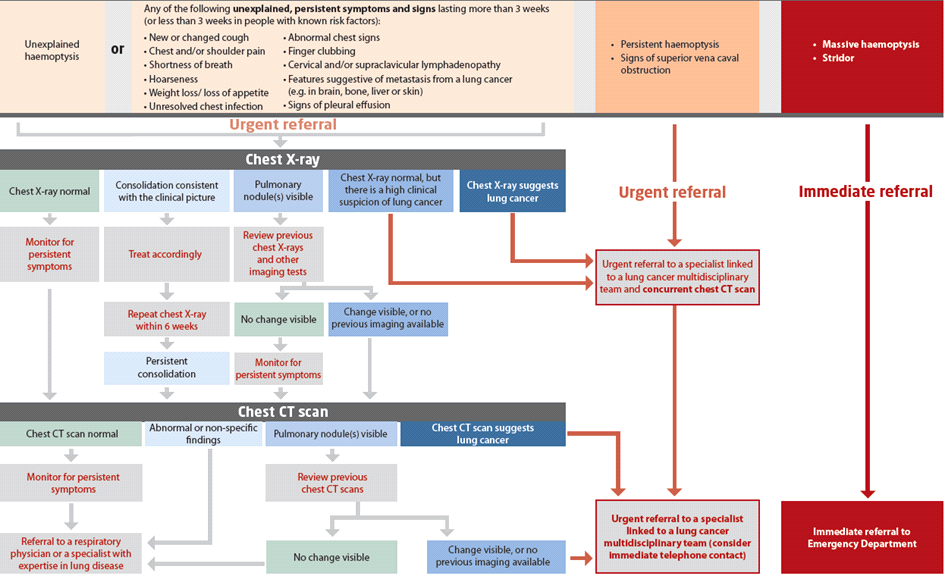 Unexplained
haemoptysis
or
Any of the following unexplained, persistent symptoms and signs lasting more than 3 weeks
(or less than 3 weeks in people with known risk factors):
• New or changed cough
• Chest and/or shoulder pain
• Shortness of breath
• Hoarseness
• Weight loss/ loss of appetite
• Unresolved chest infection
• Abnormal chest signs
• Finger clubbing
• Cervical and/or supraclavicular lymphadenopathy
• Features suggestive of metastasis from a lung cancer
(e.g. in brain, bone, liver or skin)
• Signs of pleural effusion
• Persistent haemoptysis
• Signs of superior vena caval
obstruction
• Massive haemoptysis
• Stridor
Urgent referral
Chest X-ray
Chest X-ray normal
Consolidation consistent
with the clinical picture
Pulmonary
nodule(s) visible
Chest X-ray normal, but
there is a high clinical
suspicion of lung cancer
Chest X-ray suggests
lung cancer
Urgent referral
Immediate referral
Monitor for
persistent
symptoms
Treat accordingly
Review previous
chest X-rays
and other
imaging tests
Urgent referral to a specialist linked
to a lung cancer multidisciplinary
team and concurrent chest CT scan
Repeat chest X-ray
within 6 weeks
No change visible
Change visible, or no
previous imaging available
Persistent
consolidation
Monitor for
persistent symptoms
Chest CT scan
Chest CT scan normal
Abnormal or non-specific
findings
Pulmonary nodule(s) visible
Chest CT scan suggests
lung cancer
Monitor for persistent
symptoms
Review previous
chest CT scans
Referral to a respiratory
physician or a specialist with
expertise in lung disease
No change visible
Change visible, or no
previous imaging available
Urgent referral to a specialist
linked to a lung cancer
multidisciplinary team (consider
immediate telephone contact)
Immediate referral to
Emergency Department